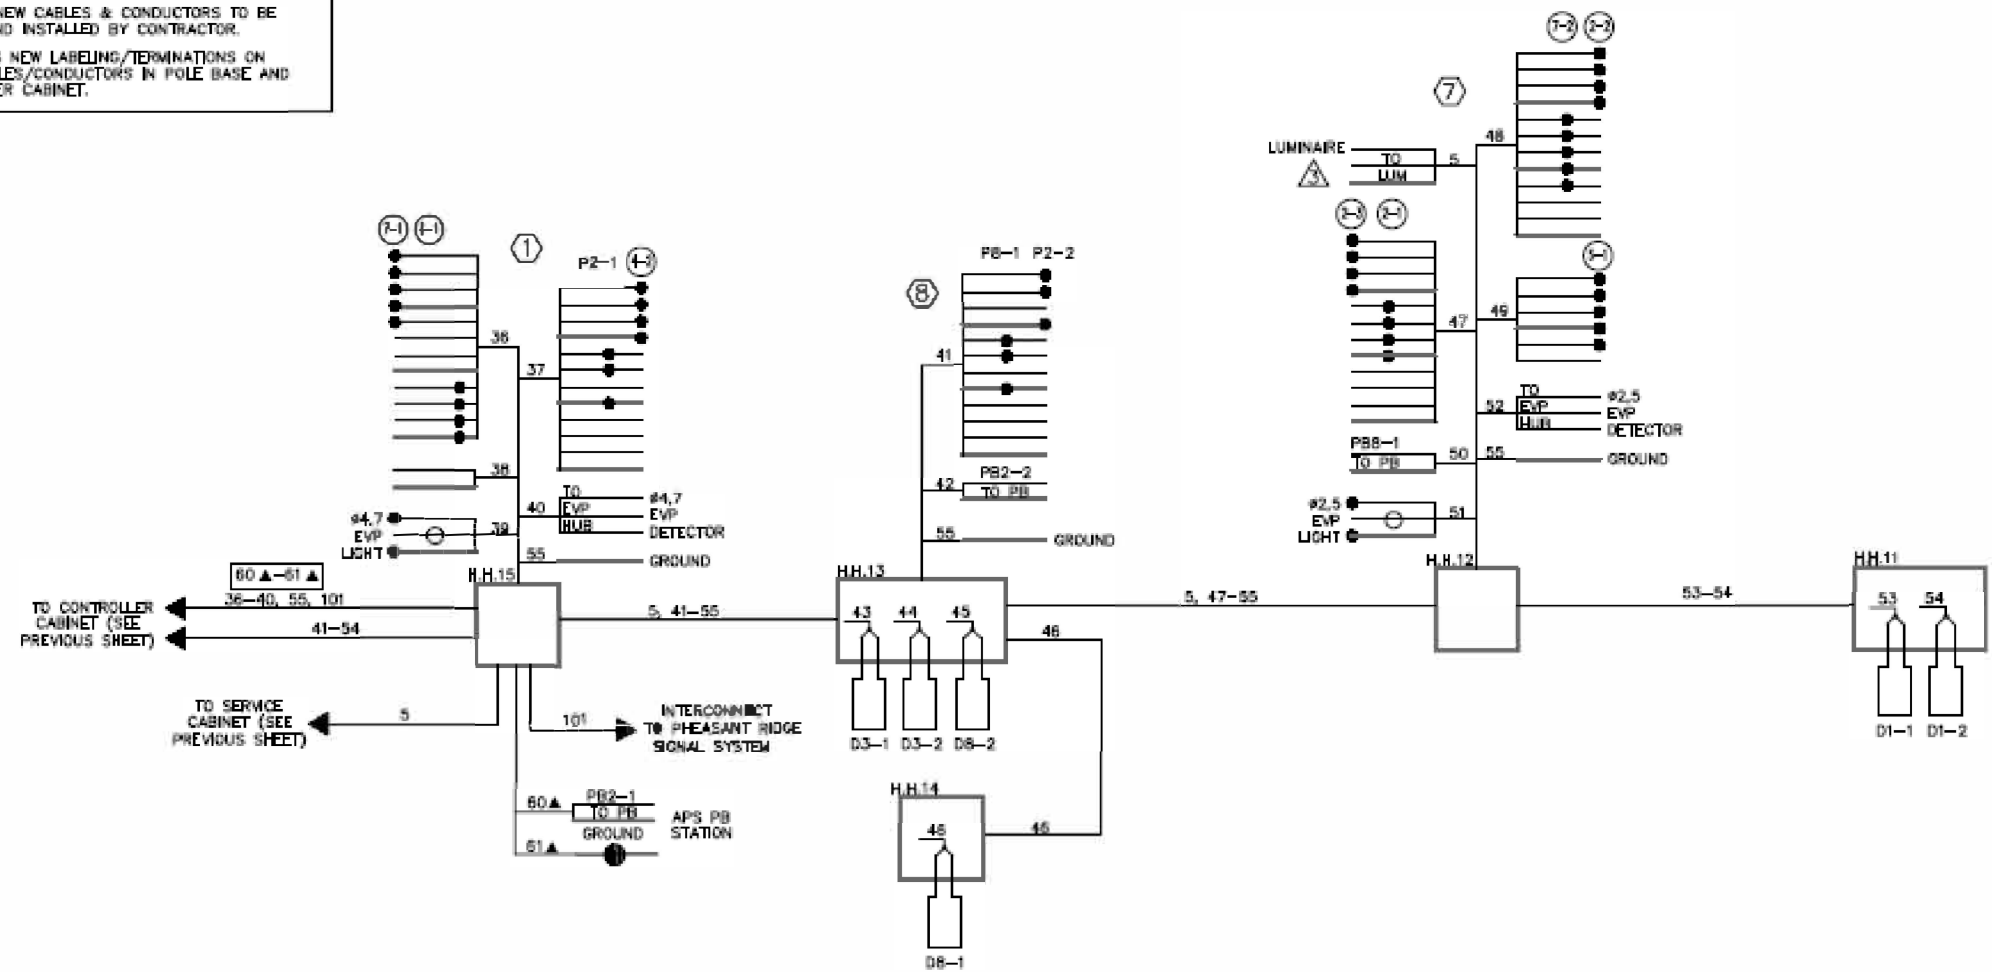 NEW CABLES & CONDUCTORS TO BE
INSTALLED BY CONTRACTOR.
NEW LABELING/TERMINATIONS ON
CONDUCTORS IN POLE BASE AND
CABINET.
7-2 2-2
7
48
LUMINAIRE
TO
LUM
5
3
2-3 2-1
5-1
47
49
TO
EVP
HUB
52
ø2,5
EVP
DETECTOR
PB8-1
TO PB
50
55
GROUND
ø2,5
EVP
LIGHT
51
7-1
1
P2-1 4-2
36
37
38
ø4,7
EVP
LIGHT
39
40
TO
EVP
HUB
ø4,7
EVP
DETECTOR
55
GROUND
P8-1 P2-2
8
41
42
PB2-2
TO PB
55
GROUND
60▲-61▲
36-40, 55, 101
41-54
TO CONTROLLER
CABINET (SEE
PREVIOUS SHEET)
H.H.15
5, 41-55
H.H.13
43 44 45
D3-1 D3-2 D8-2
5, 47-55
46
H.H.12
53-54
H.H.11
53 54
D1-1 D1-2
TO SERVICE
CABINET (SEE
PREVIOUS SHEET)
5
101
INTERCONNECT
TO PHEASANT RIDGE
SIGNAL SYSTEM
60▲
PB2-1
TO PB
GROUND
APS PB
STATION
61▲
H.H.14
46
46
D8-1